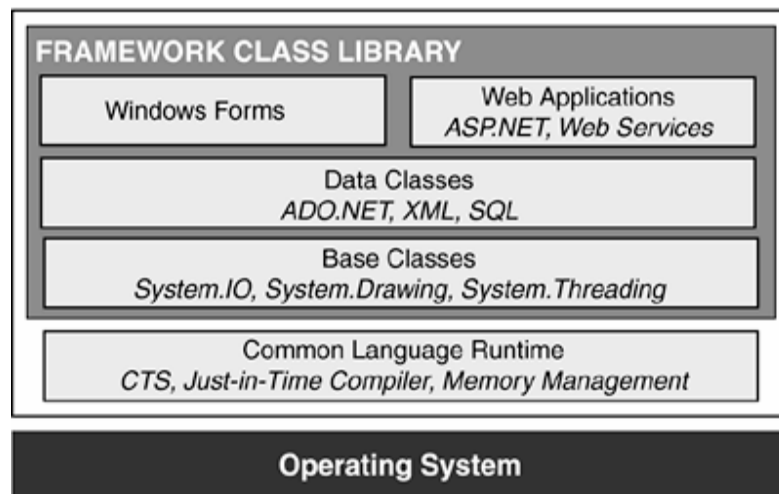 FRAMEWORK CLASS LIBRARY
Windows Forms
Web Applications
ASP.NET, Web Services
Data Classes
ADO.NET, XML, SQL
Base Classes
System.IO, System.Drawing, System.Threading
Common Language Runtime
CTS, Just-in-Time Compiler, Memory Management
Operating System